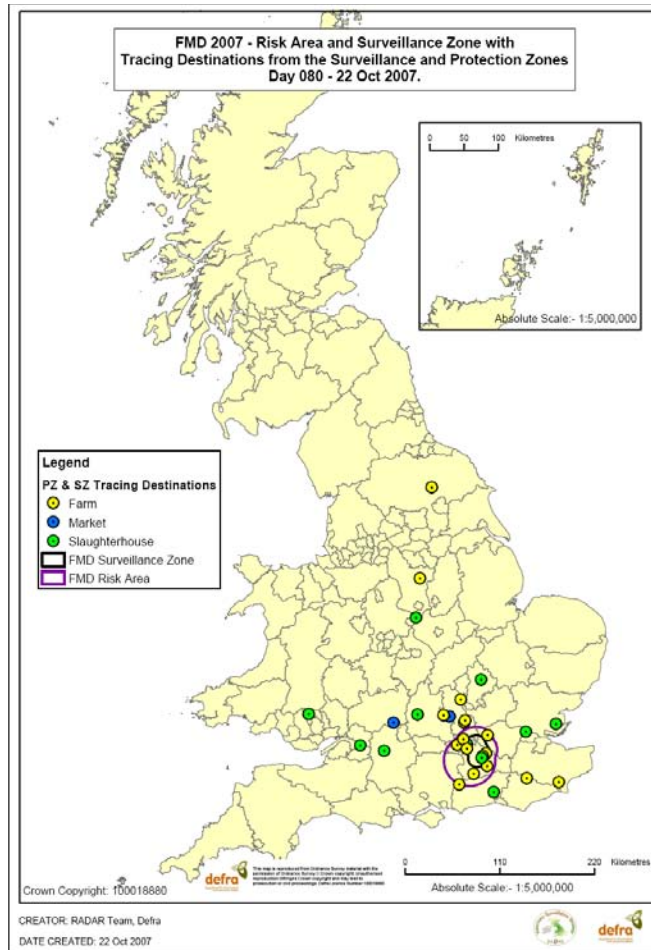 FMD 2007 - Risk Area and Surveillance Zone with
Tracing Destinations from the Surveillance and Protection Zones
Day 080 - 22 Oct 2007.
0 50 100 Kilometres
Absolute Scale:- 1:5,000,000
Legend
PZ & SZ Tracing Destinations
Farm
Market
Slaughterhouse
FMD Surveillance Zone
FMD Risk Area
defra
0 110 220 Kilometres
Crown Copyright: 100018880
Absolute Scale:- 1:5,000,000
CREATOR: RADAR Team, Defra
DATE CREATED: 22 Oct 2007
defra